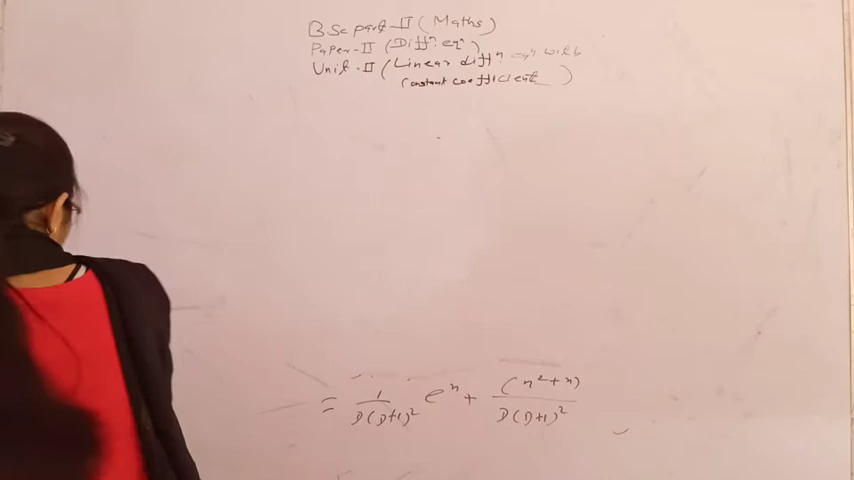 BSc part-II (Maths)
Paper-II (Diffⁿ. eqⁿ)
Unit-II (Linear diffⁿ. eqⁿ with
Constant coefficient)
= 1/D(D+1)² eˣ + (x²+x)/D(D+1)²